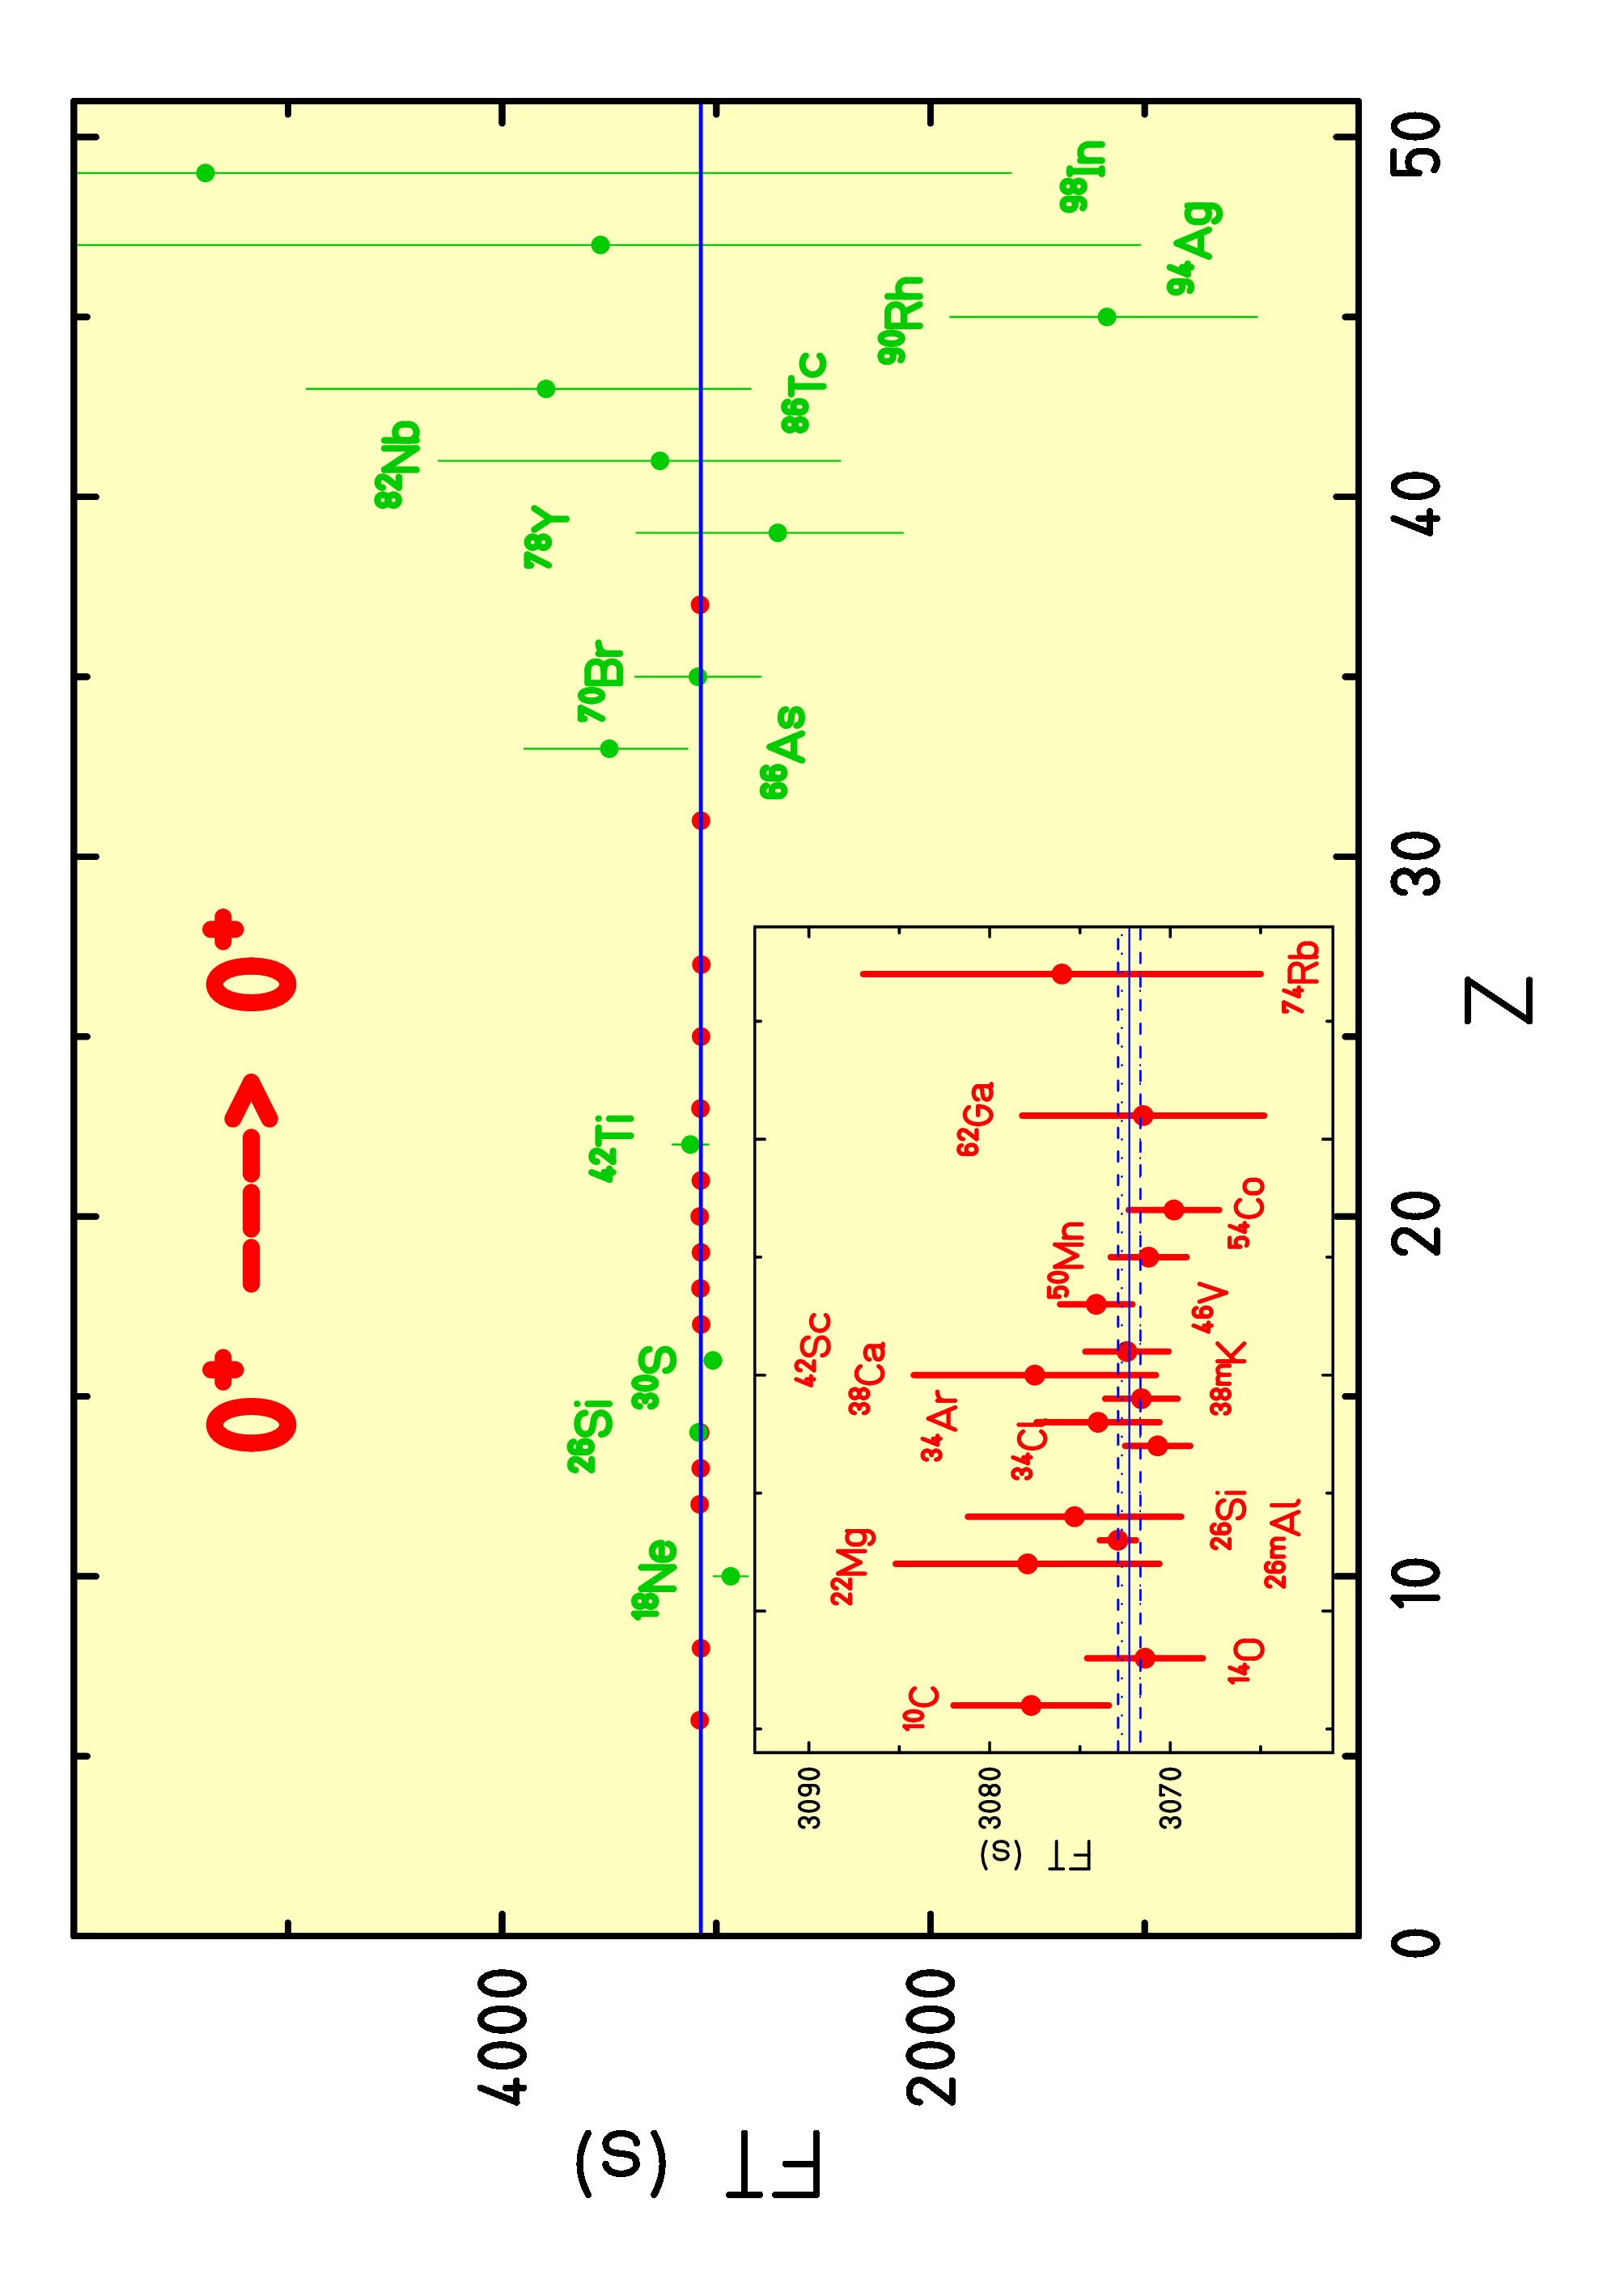 0⁺ ---> 0⁺
FT (s)
4000
2000
¹⁸Ne
²⁶Si
³⁰S
⁴²Ti
⁶⁶As
⁷⁰Br
⁷⁸Y
⁸²Nb
⁸⁶Tc
⁹⁰Rh
⁹⁴Ag
⁹⁸In
FT (s)
3090
3080
3070
¹⁰C
¹⁴O
²²Mg
²⁶ᵐAl
²⁶Si
³⁴Cl
³⁴Ar
³⁸ᵐK
³⁸Ca
⁴²Sc
⁴⁶V
⁵⁰Mn
⁵⁴Co
⁶²Ga
⁷⁴Rb
0 10 20 30 40 50
Z